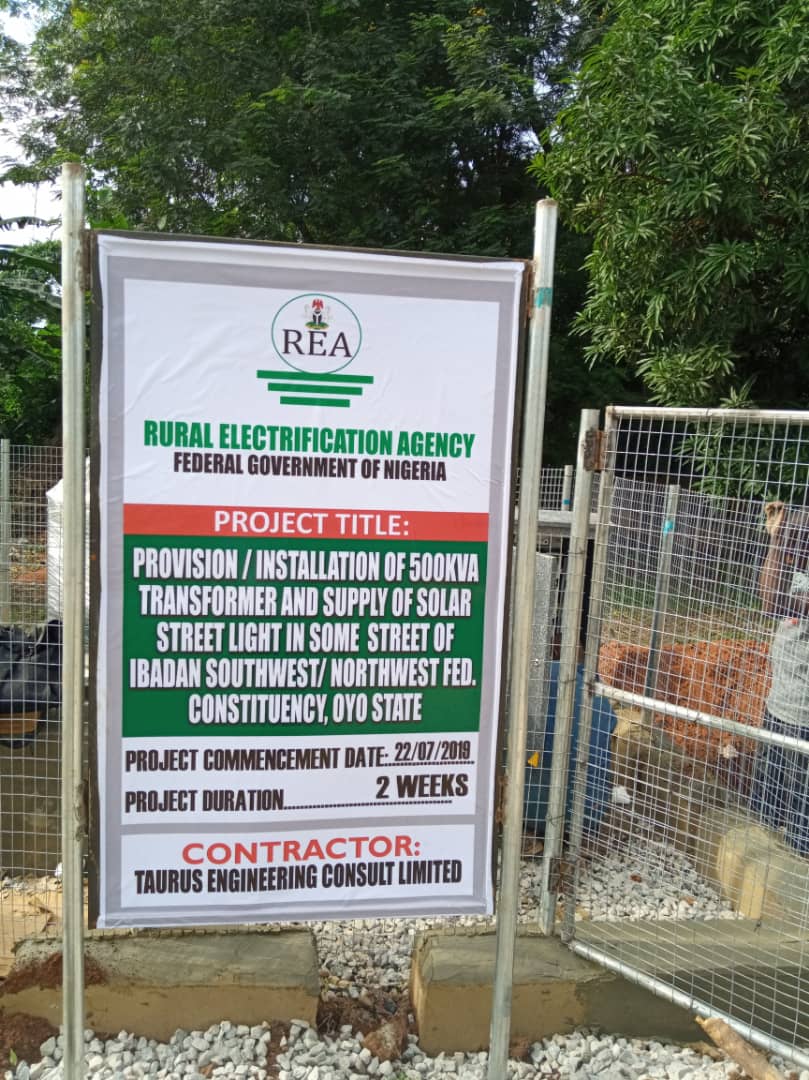 REA
RURAL ELECTRIFICATION AGENCY
FEDERAL GOVERNMENT OF NIGERIA
PROJECT TITLE:
PROVISION / INSTALLATION OF 500KVA
TRANSFORMER AND SUPPLY OF SOLAR
STREET LIGHT IN SOME STREET OF
IBADAN SOUTHWEST/ NORTHWEST FED.
CONSTITUENCY, OYO STATE
PROJECT COMMENCEMENT DATE: 22/07/2019
PROJECT DURATION.................................. 2 WEEKS
CONTRACTOR:
TAURUS ENGINEERING CONSULT LIMITED